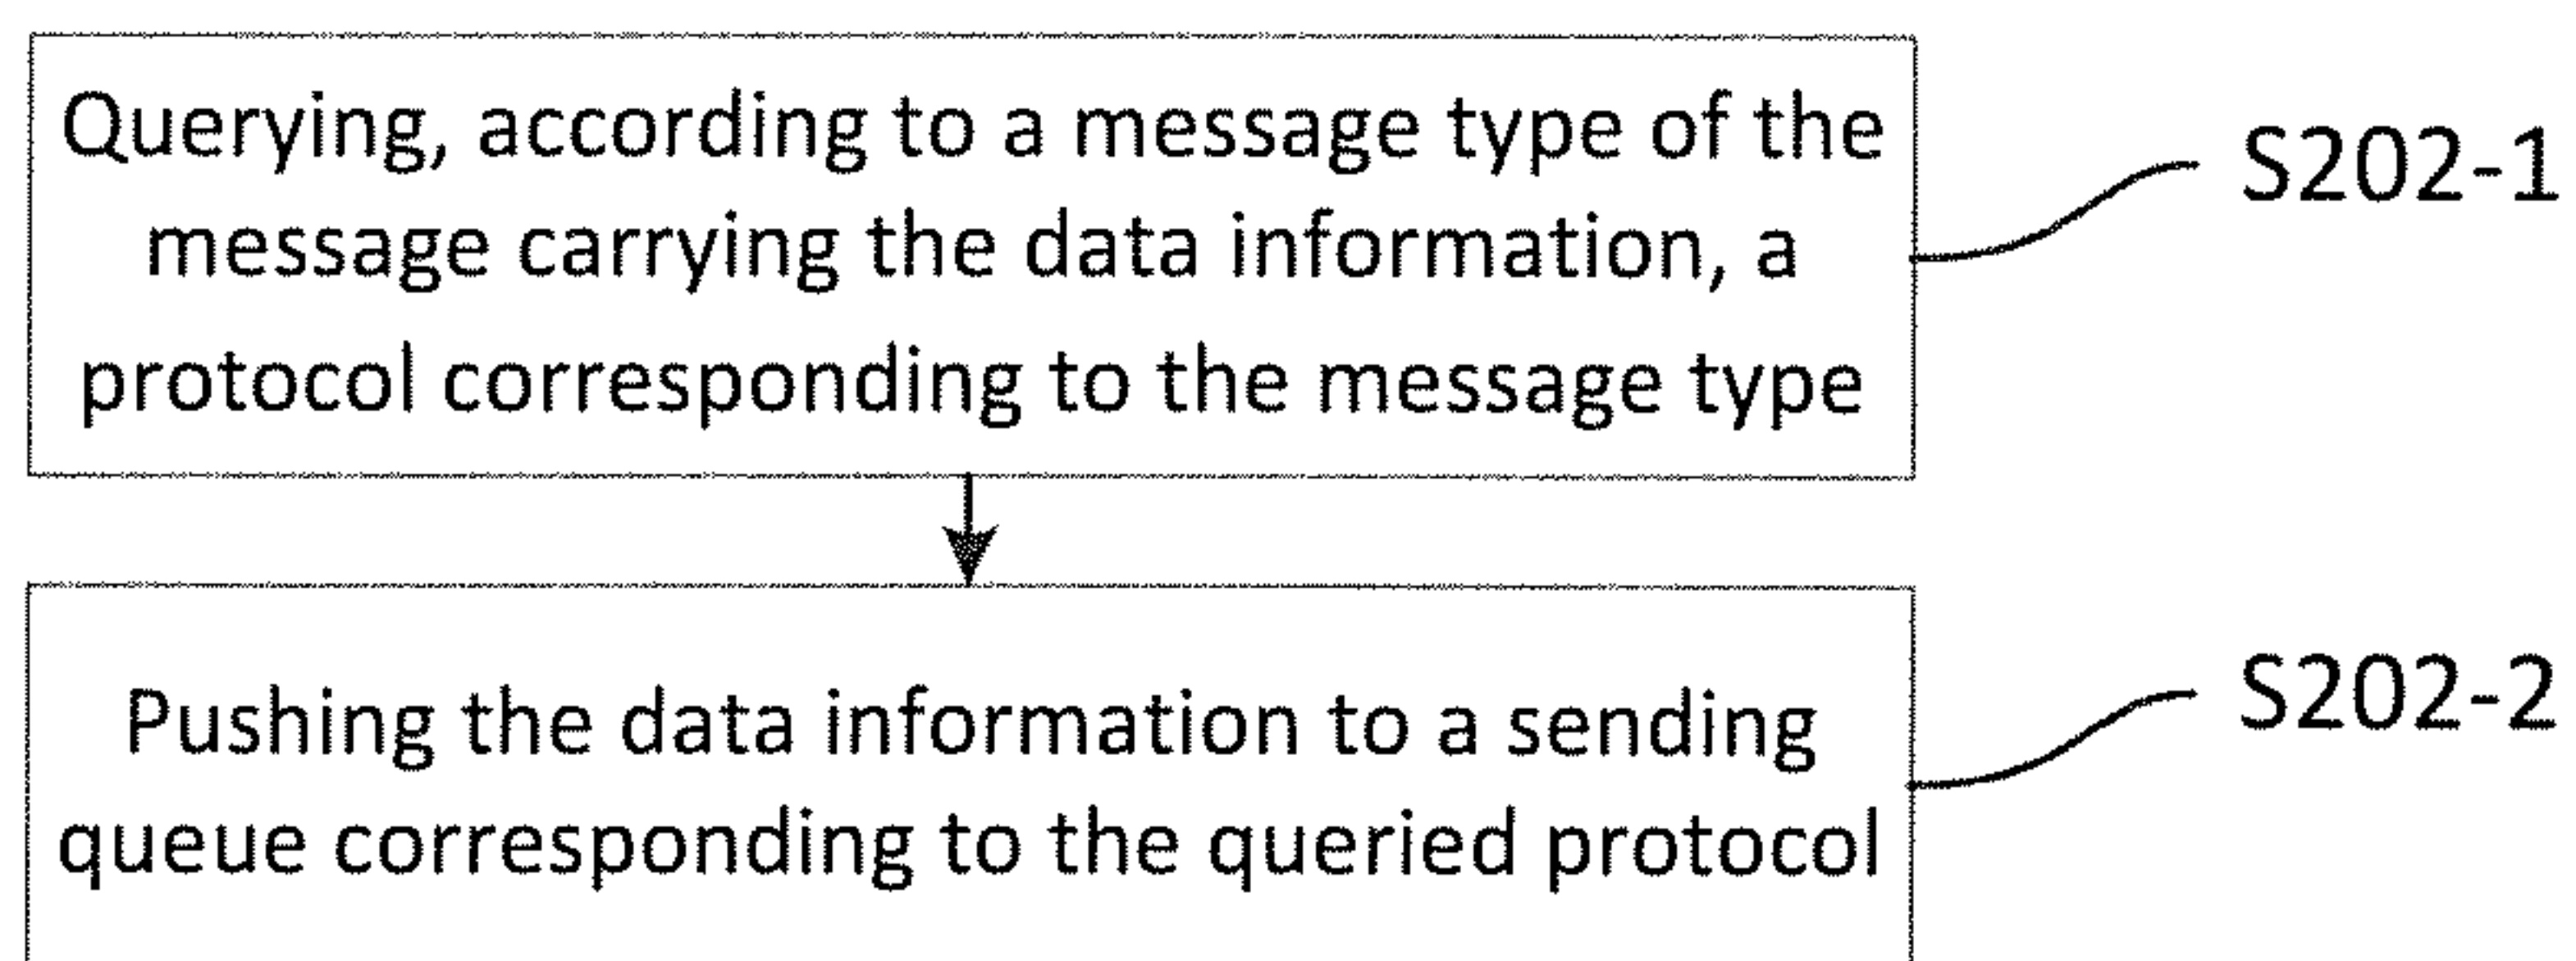 Querying, according to a message type of the
message carrying the data information, a
protocol corresponding to the message type
S202-1
Pushing the data information to a sending
queue corresponding to the queried protocol
S202-2